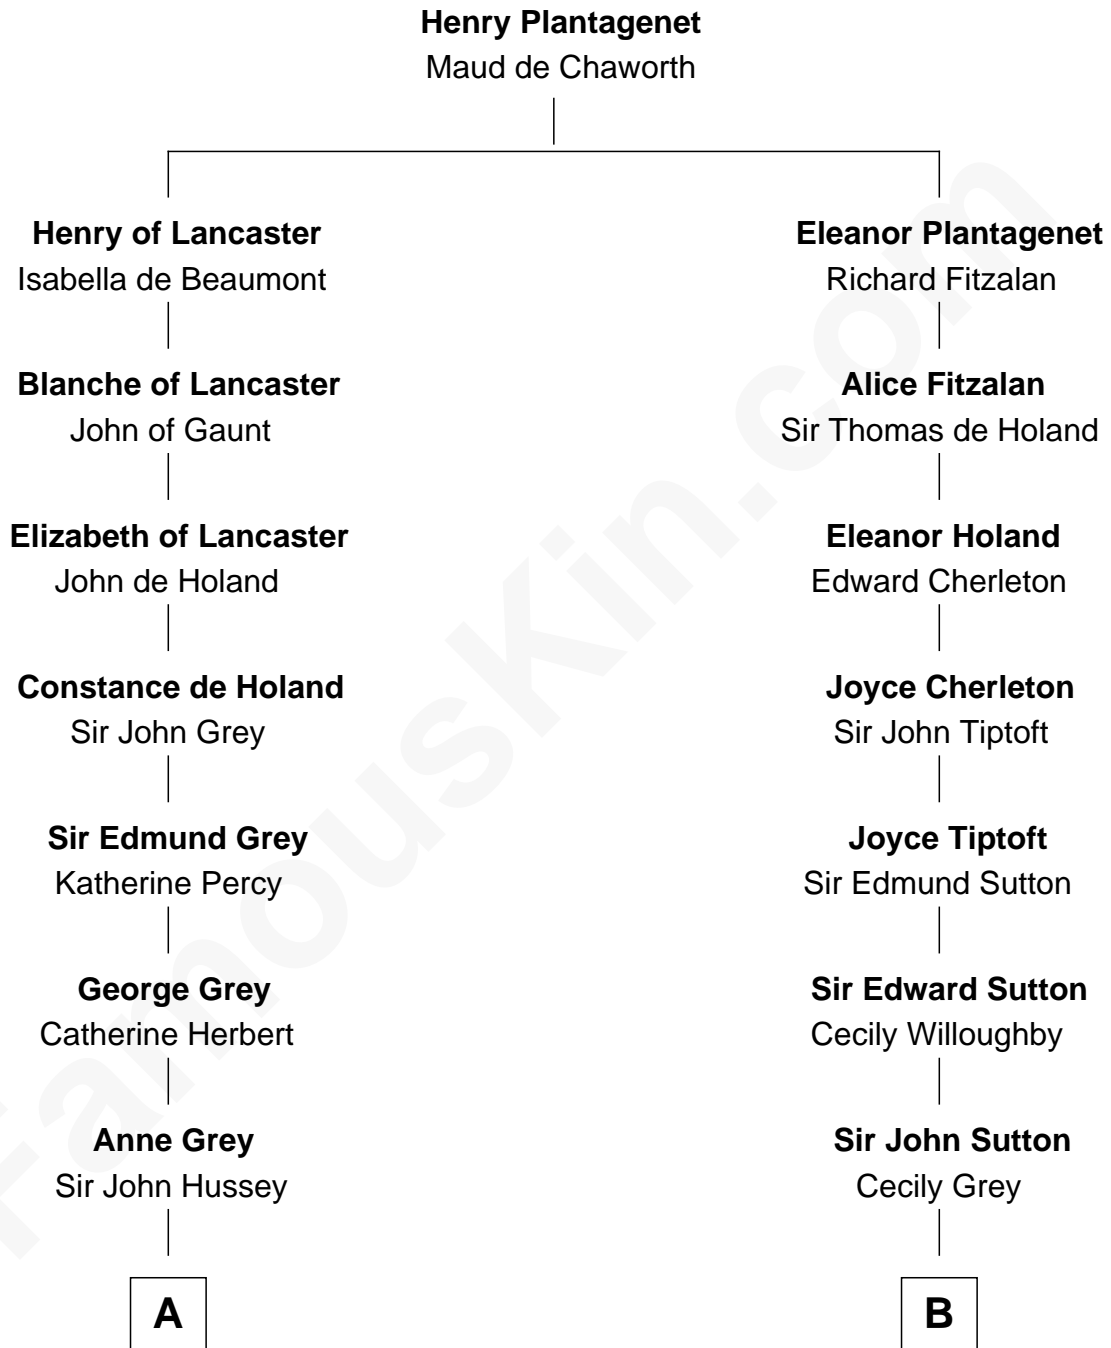 Henry Plantagenet
Maud de Chaworth
Henry of Lancaster
Isabella de Beaumont
Eleanor Plantagenet
Richard Fitzalan
Blanche of Lancaster
John of Gaunt
Alice Fitzalan
Sir Thomas de Holand
Elizabeth of Lancaster
John de Holand
Eleanor Holand
Edward Cherleton
Constance de Holand
Sir John Grey
Joyce Cherleton
Sir John Tiptoft
Sir Edmund Grey
Katherine Percy
Joyce Tiptoft
Sir Edmund Sutton
George Grey
Catherine Herbert
Sir Edward Sutton
Cecily Willoughby
Anne Grey
Sir John Hussey
Sir John Sutton
Cecily Grey
A
B
FamousKin.com